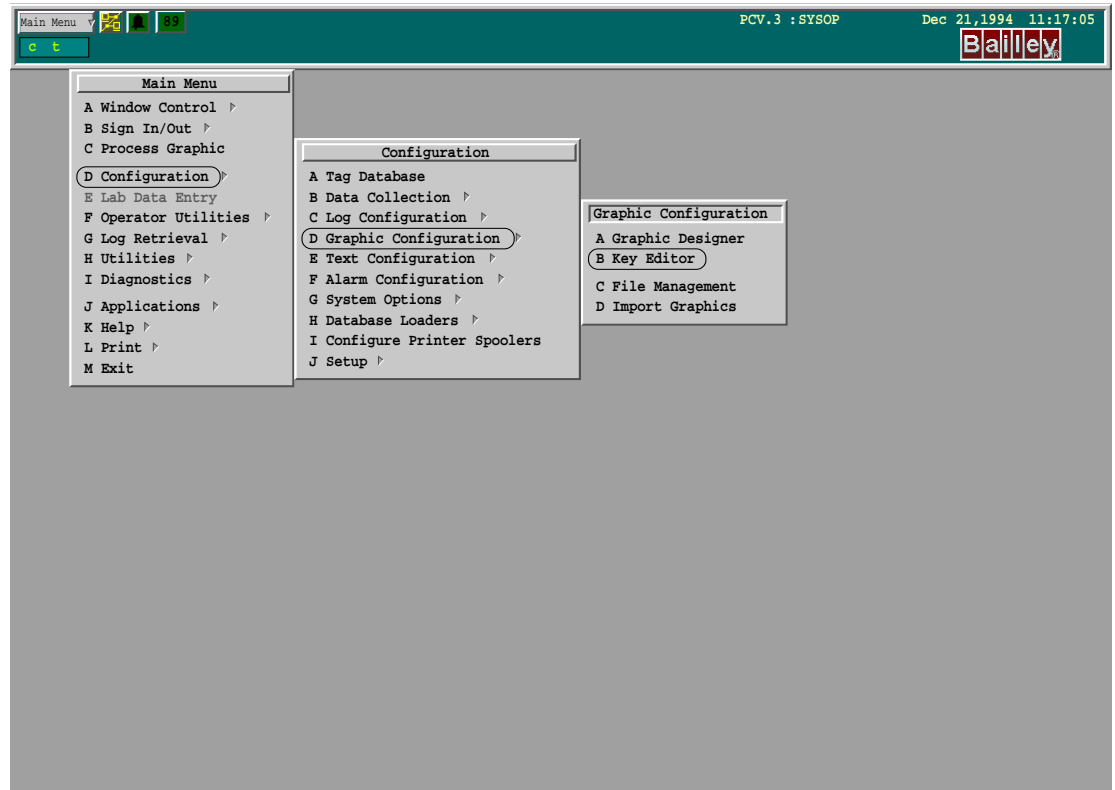 Main Menu 89 PCV.3 :SYSOP Dec 21,1994 11:17:05
c t Bailey®
Main Menu
A Window Control
B Sign In/Out
C Process Graphic
D Configuration
E Lab Data Entry
F Operator Utilities
G Log Retrieval
H Utilities
I Diagnostics
J Applications
K Help
L Print
M Exit
Configuration
A Tag Database
B Data Collection
C Log Configuration
D Graphic Configuration
E Text Configuration
F Alarm Configuration
G System Options
H Database Loaders
I Configure Printer Spoolers
J Setup
Graphic Configuration
A Graphic Designer
B Key Editor
C File Management
D Import Graphics